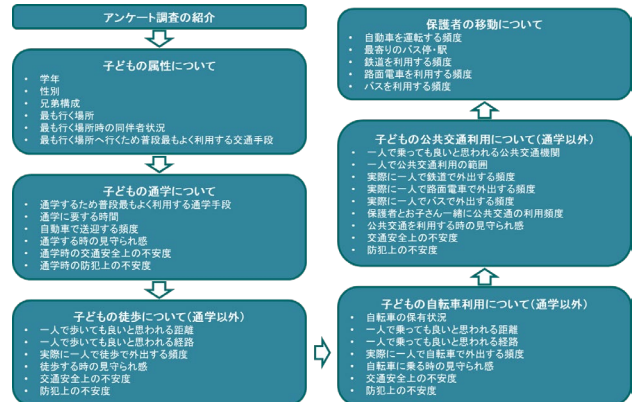 アンケート調査の紹介
子どもの属性について
・ 学年
・ 性別
・ 兄弟構成
・ 最も行く場所
・ 最も行く場所時の同伴者状況
・ 最も行く場所へ行くため普段最もよく利用する交通手段
子どもの通学について
・ 通学するため普段最もよく利用する通学手段
・ 通学に要する時間
・ 自動車で送迎する頻度
・ 通学する時の見守られ感
・ 通学時の交通安全上の不安度
・ 通学時の防犯上の不安度
子どもの徒歩について(通学以外)
・ 一人で歩いても良いと思われる距離
・ 一人で歩いても良いと思われる経路
・ 実際に一人で徒歩で外出する頻度
・ 徒歩する時の見守られ感
・ 交通安全上の不安度
・ 防犯上の不安度
子どもの自転車利用について(通学以外)
・ 自転車の保有状況
・ 一人で乗っても良いと思われる距離
・ 一人で乗っても良いと思われる経路
・ 実際に一人で自転車で外出する頻度
・ 自転車に乗る時の見守られ感
・ 交通安全上の不安度
・ 防犯上の不安度
子どもの公共交通利用について(通学以外)
・ 一人で乗っても良いと思われる公共交通機関
・ 一人で公共交通利用の範囲
・ 実際に一人で鉄道で外出する頻度
・ 実際に一人で路面電車で外出する頻度
・ 実際に一人でバスで外出する頻度
・ 保護者とお子さん一緒に公共交通の利用頻度
・ 公共交通を利用する時の見守られ感
・ 交通安全上の不安度
・ 防犯上の不安度
保護者の移動について
・ 自動車を運転する頻度
・ 最寄りのバス停・駅
・ 鉄道を利用する頻度
・ 路面電車を利用する頻度
・ バスを利用する頻度